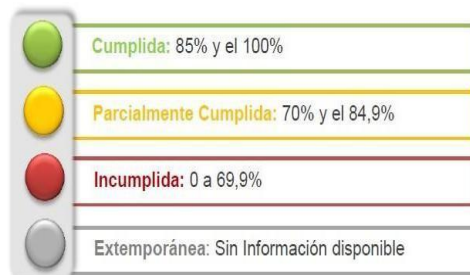 Cumplida: 85% y el 100%
Parcialmente Cumplida: 70% y el 84,9%
Incumplida: 0 a 69,9%
Extemporánea: Sin Información disponible